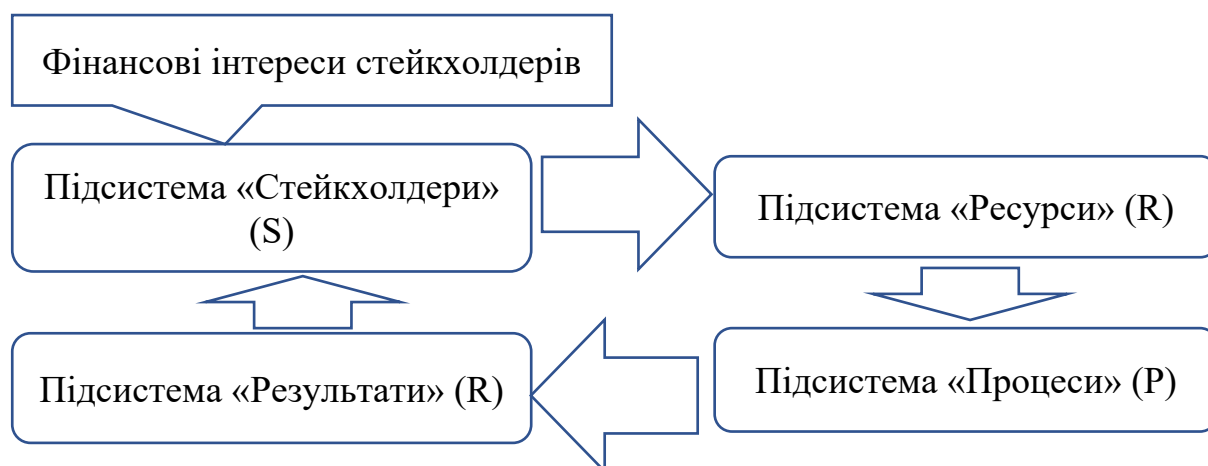 Фінансові інтереси стейкхолдерів
Підсистема «Стейкхолдери»
(S)
Підсистема «Ресурси» (R)
Підсистема «Результати» (R)
Підсистема «Процеси» (P)